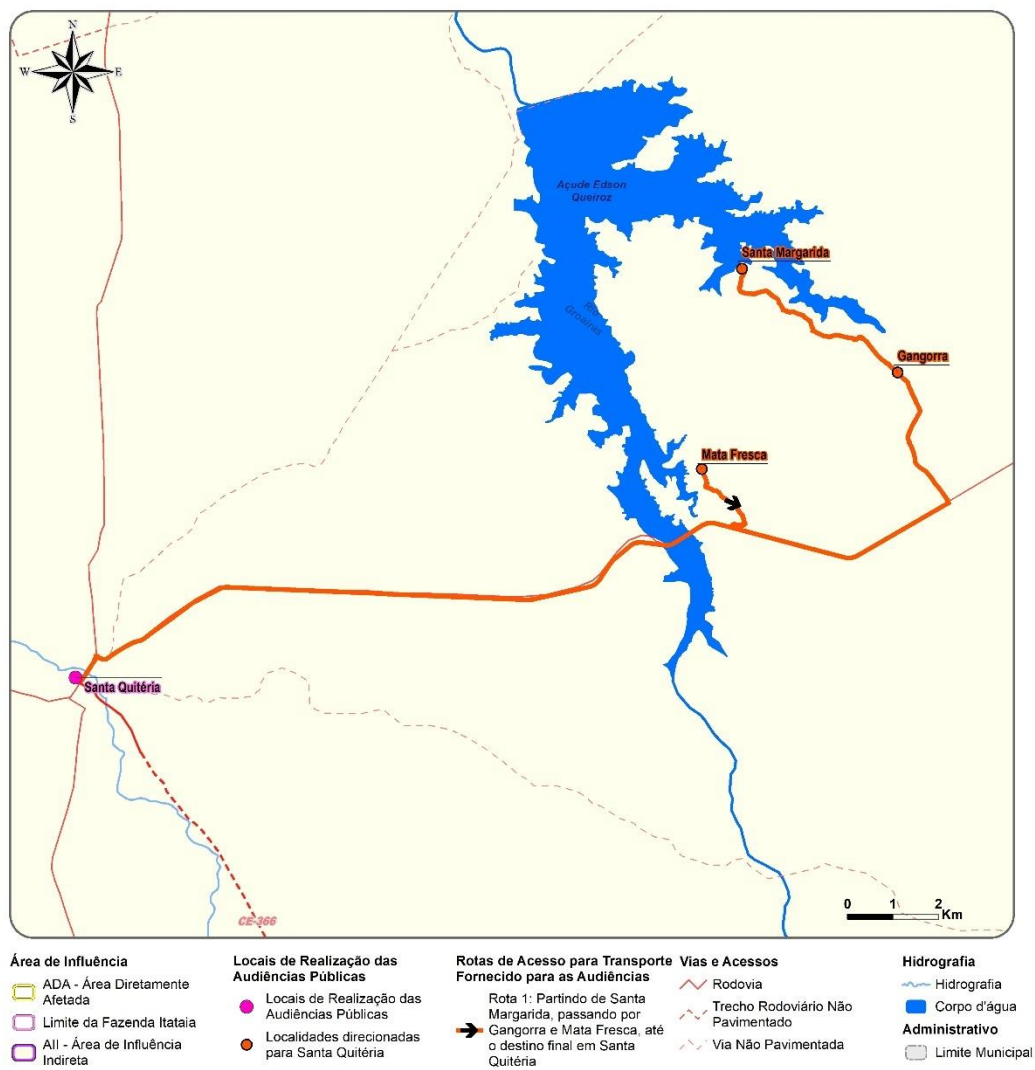 N
W
E
S
Açude Edson
Queiroz
Santa Margarida
Rio
Groaíras
Gangorra
Mata Fresca
Santa Quitéria
CE-366
0 1 2
Km
Área de Influência
ADA - Área Diretamente
Afetada
Limite da Fazenda Itataia
AII - Área de Influência
Indireta
Locais de Realização das
Audiências Públicas
Locais de Realização das
Audiências Públicas
Localidades direcionadas
para Santa Quitéria
Rotas de Acesso para Transporte
Fornecido para as Audiências
Rota 1: Partindo de Santa
Margarida, passando por
Gangorra e Mata Fresca, até
o destino final em Santa
Quitéria
Vias e Acessos
Rodovia
Trecho Rodoviário Não
Pavimentado
Via Não Pavimentada
Hidrografia
Hidrografia
Corpo d'água
Administrativo
Limite Municipal